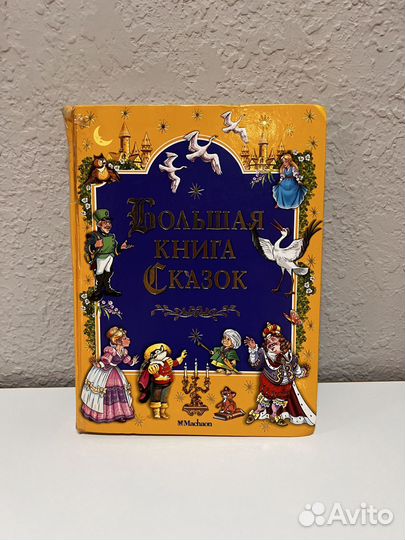 Большая
книга
Сказок
Machaon
Avito